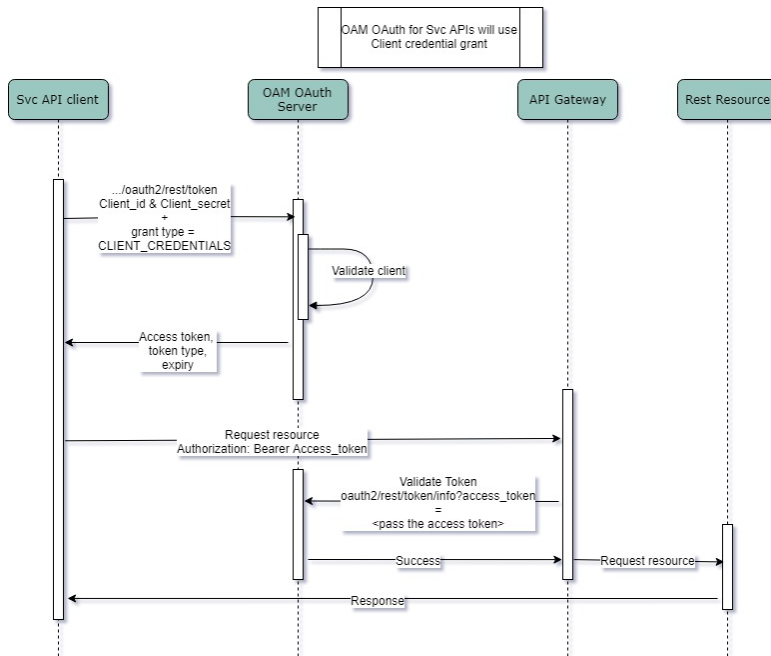 OAM OAuth for Svc APIs will use
Client credential grant
Svc API client
OAM OAuth
Server
API Gateway
Rest Resource
.../oauth2/rest/token
Client_id & Client_secret
+
grant type =
CLIENT_CREDENTIALS
Validate client
Access token,
token type,
expiry
Request resource
Authorization: Bearer Access_token
Validate Token
oauth2/rest/token/info?access_token
=
<pass the access token>
Success
Request resource
Response